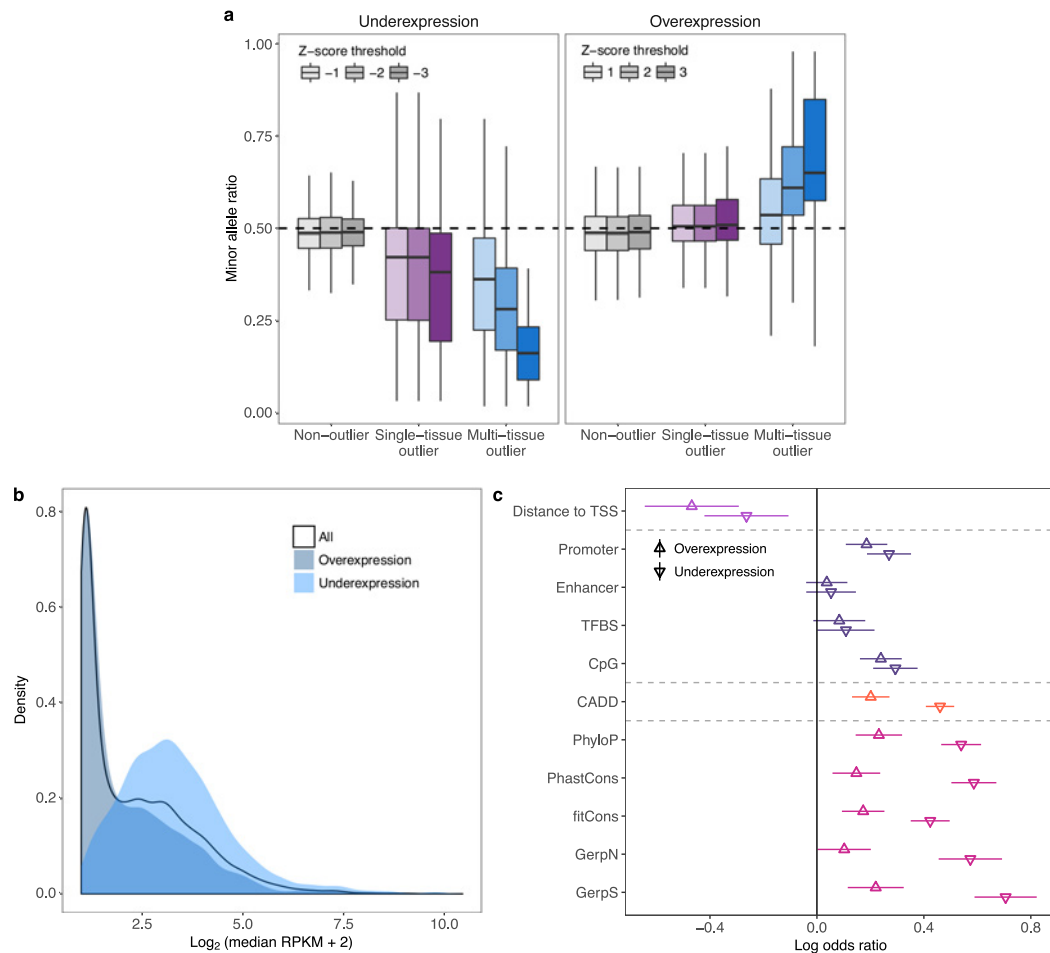 a
Underexpression
Overexpression
Z-score threshold
−1 −2 −3
Z-score threshold
1 2 3
Minor allele ratio
1.00
0.75
0.50
0.25
0.00
Non−outlier
Single−tissue
outlier
Multi−tissue
outlier
Non−outlier
Single−tissue
outlier
Multi−tissue
outlier
b
All
Overexpression
Underexpression
Density
0.8
0.6
0.4
0.2
0.0
2.5 5.0 7.5 10.0
Log2 (median RPKM + 2)
c
Distance to TSS
Promoter
Enhancer
TFBS
CpG
CADD
PhyloP
PhastCons
fitCons
GerpN
GerpS
Overexpression
Underexpression
−0.4 0.0 0.4 0.8
Log odds ratio